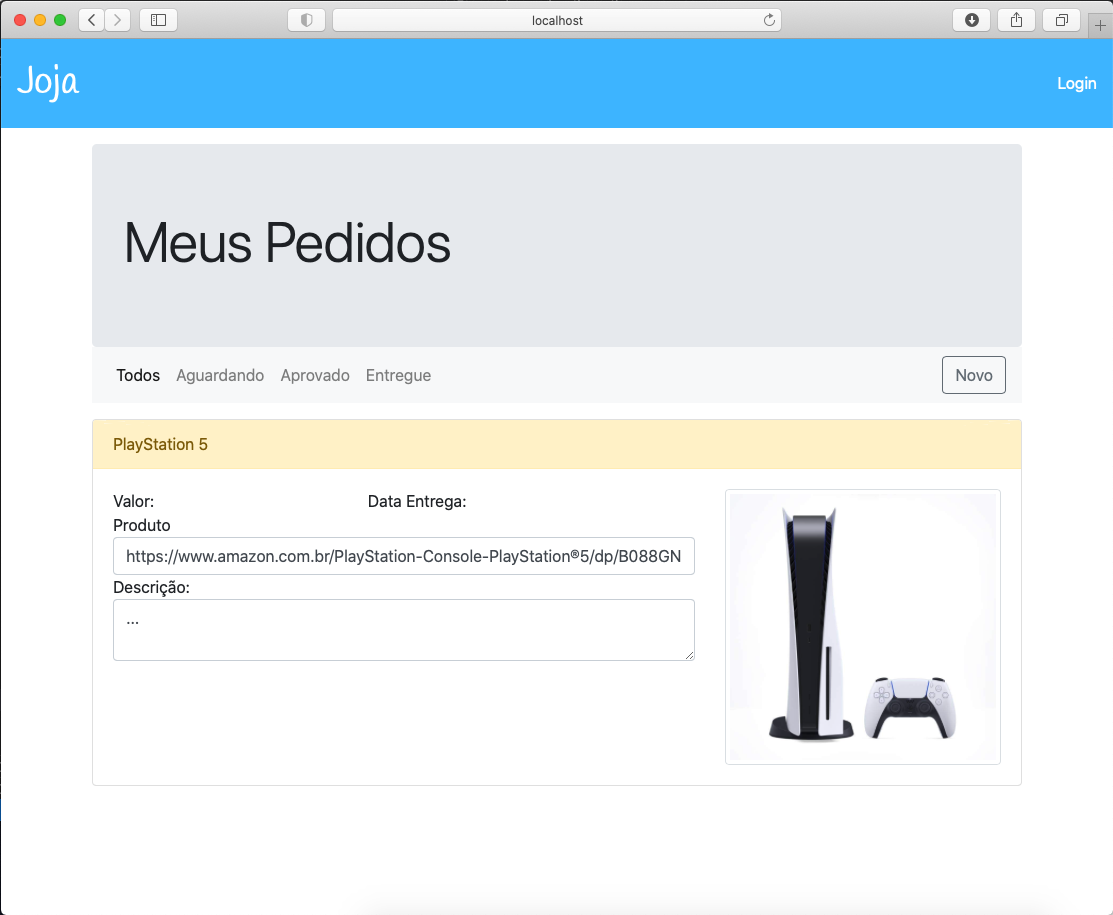 localhost
Joja
Login
Meus Pedidos
Todos Aguardando Aprovado Entregue Novo
PlayStation 5
Valor: Data Entrega:
Produto
https://www.amazon.com.br/PlayStation-Console-PlayStation®5/dp/B088GN
Descrição:
...